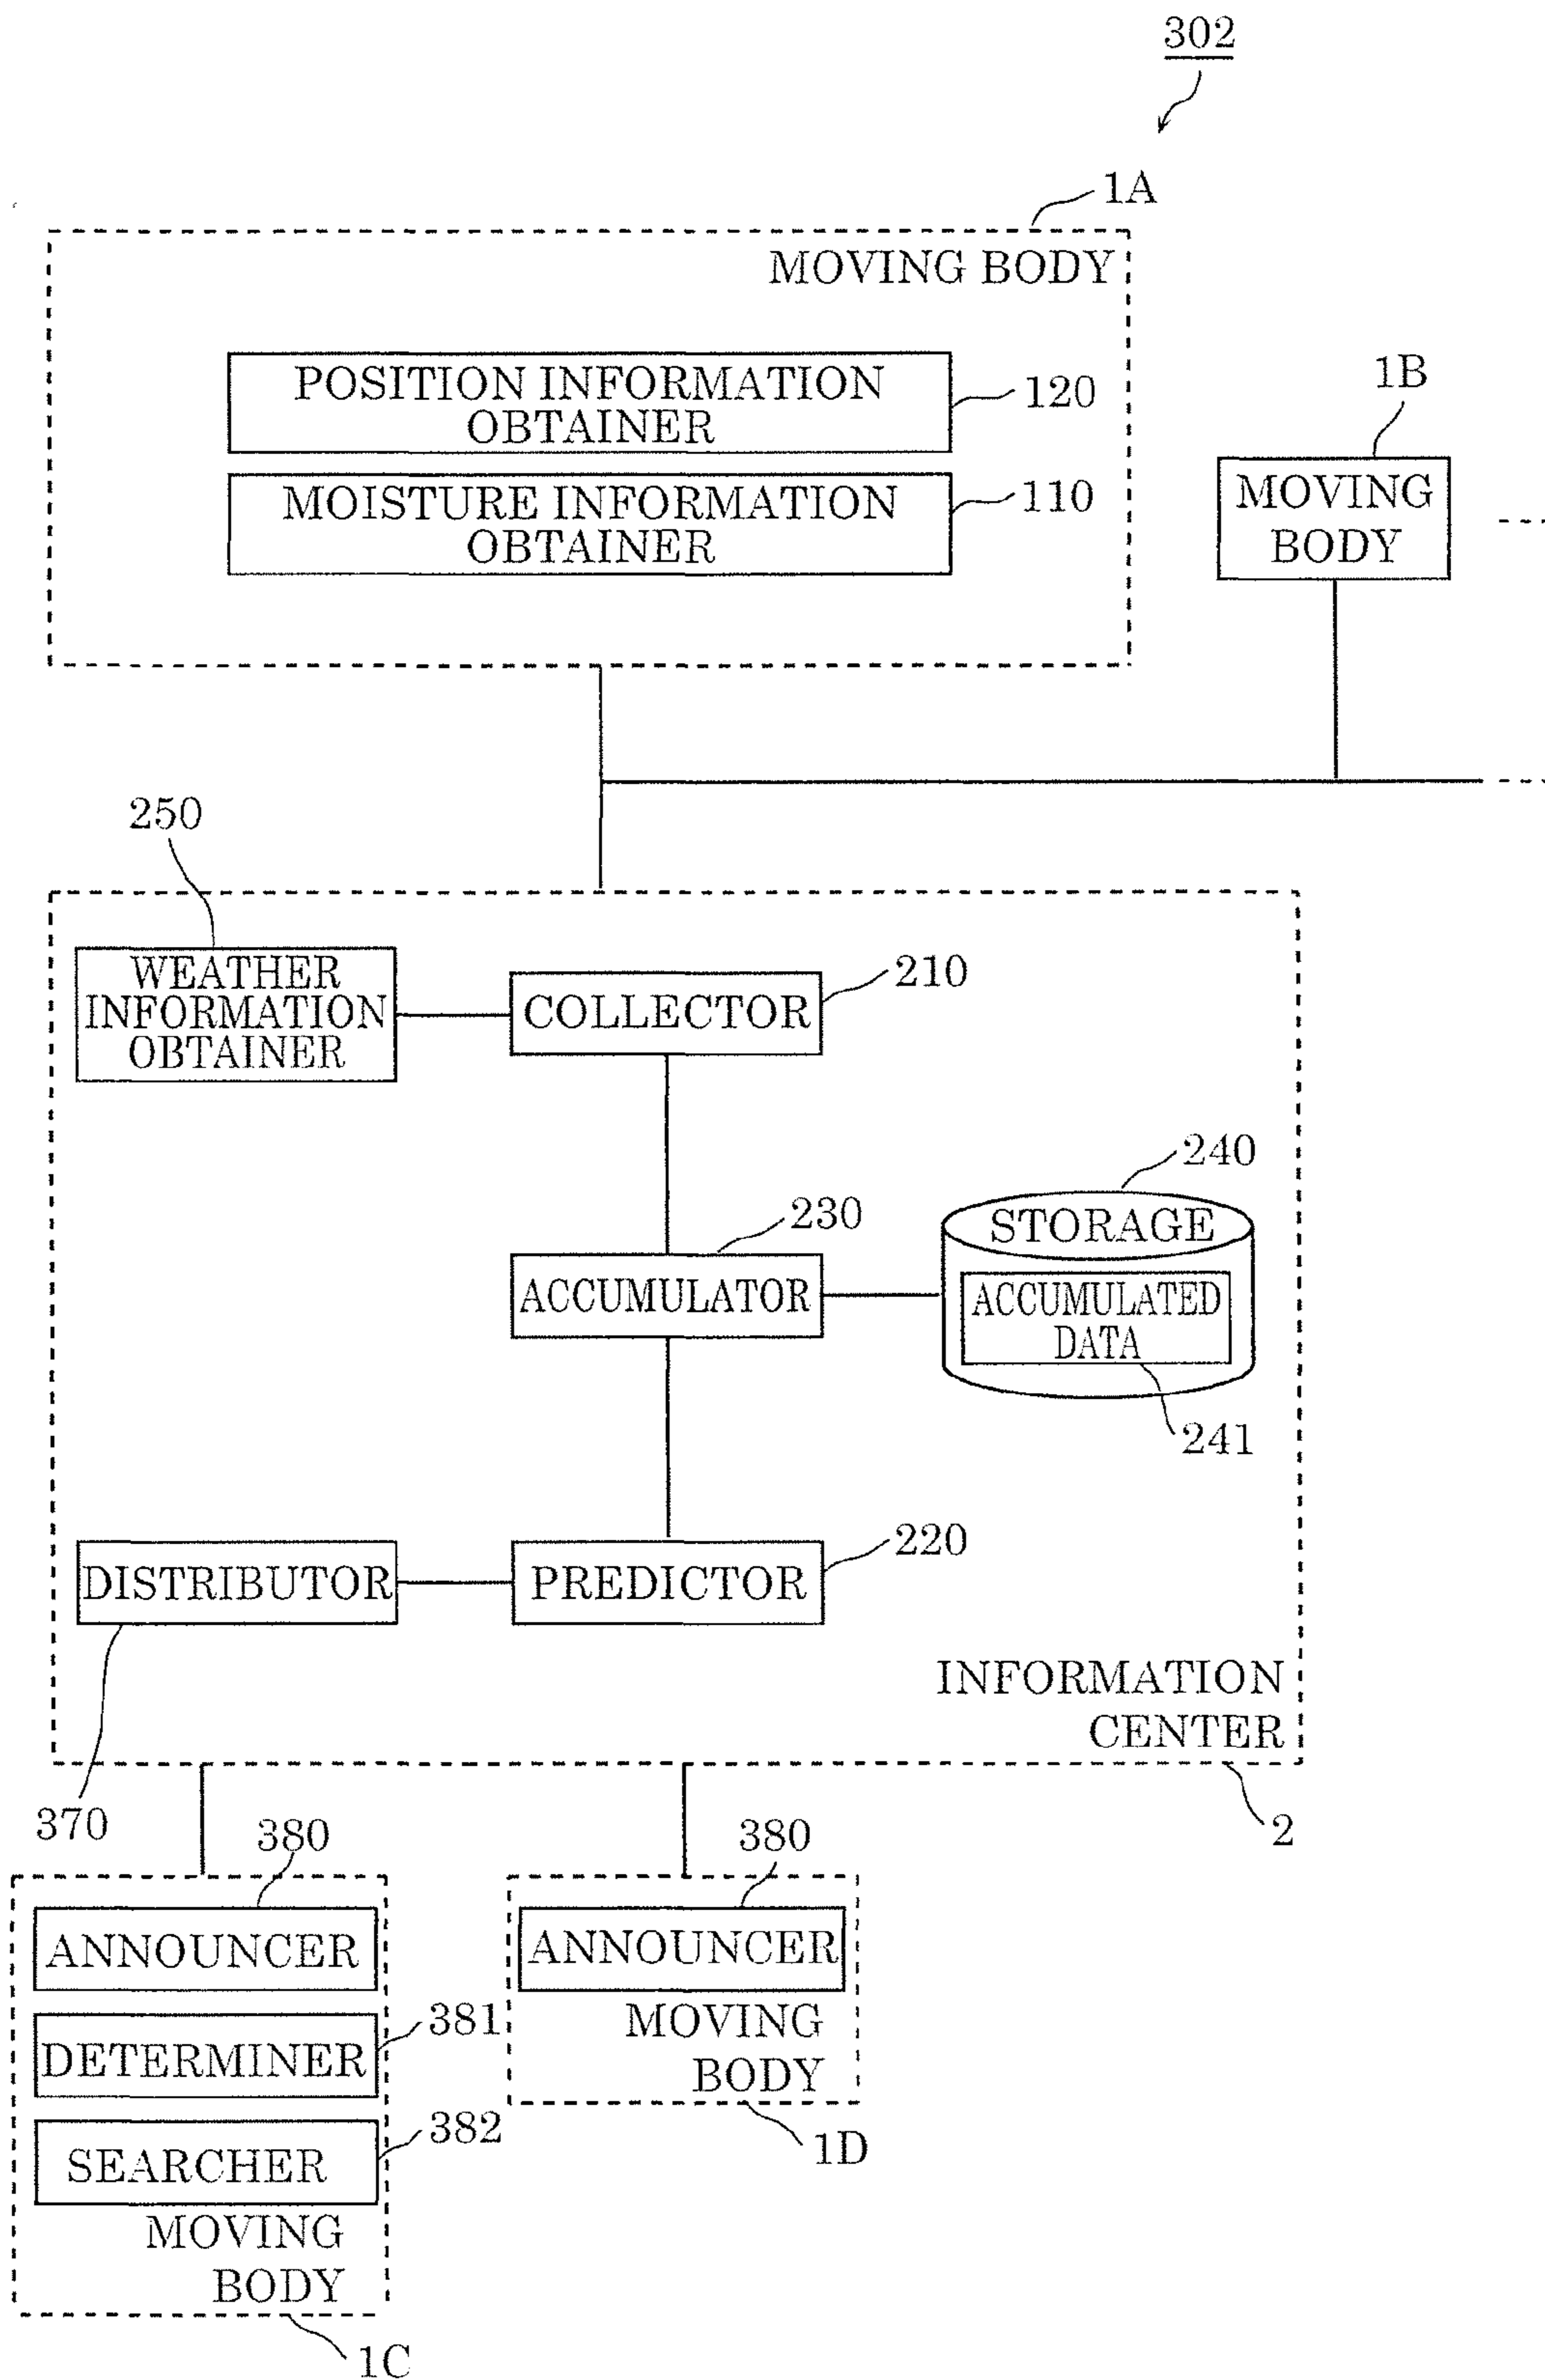 302
1A
MOVING BODY
POSITION INFORMATION
OBTAINER
120
MOISTURE INFORMATION
OBTAINER
110
1B
MOVING
BODY
250
WEATHER
INFORMATION
OBTAINER
COLLECTOR
210
240
STORAGE
230
ACCUMULATOR
ACCUMULATED
DATA
241
DISTRIBUTOR
PREDICTOR
220
INFORMATION
CENTER
370
2
380
ANNOUNCER
DETERMINER
381
SEARCHER
382
MOVING
BODY
1C
380
ANNOUNCER
MOVING
BODY
1D